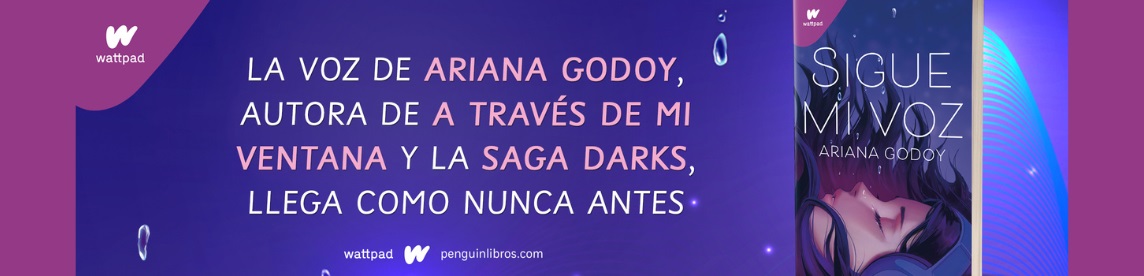 wattpad
LA VOZ DE ARIANA GODOY,
AUTORA DE A TRAVÉS DE MI
VENTANA Y LA SAGA DARKS,
LLEGA COMO NUNCA ANTES
wattpad penguinlibros.com
wattpad
SIGUE
MI VOZ
ARIANA GODOY